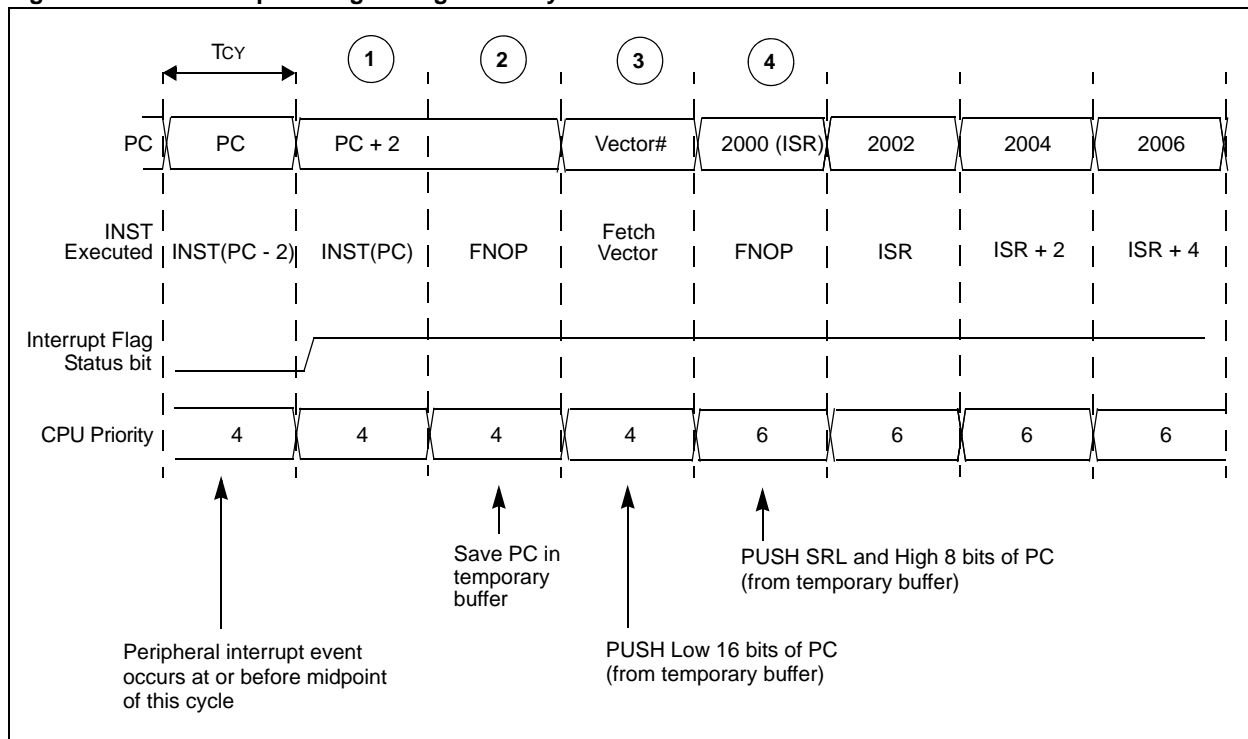 TCY
1 2 3 4
PC PC PC + 2 Vector# 2000 (ISR) 2002 2004 2006
INST
Executed
INST(PC - 2) INST(PC) FNOP Fetch
Vector FNOP ISR ISR + 2 ISR + 4
Interrupt Flag
Status bit
CPU Priority 4 4 4 4 6 6 6 6
Save PC in
temporary
buffer
PUSH SRL and High 8 bits of PC
(from temporary buffer)
Peripheral interrupt event
occurs at or before midpoint
of this cycle
PUSH Low 16 bits of PC
(from temporary buffer)